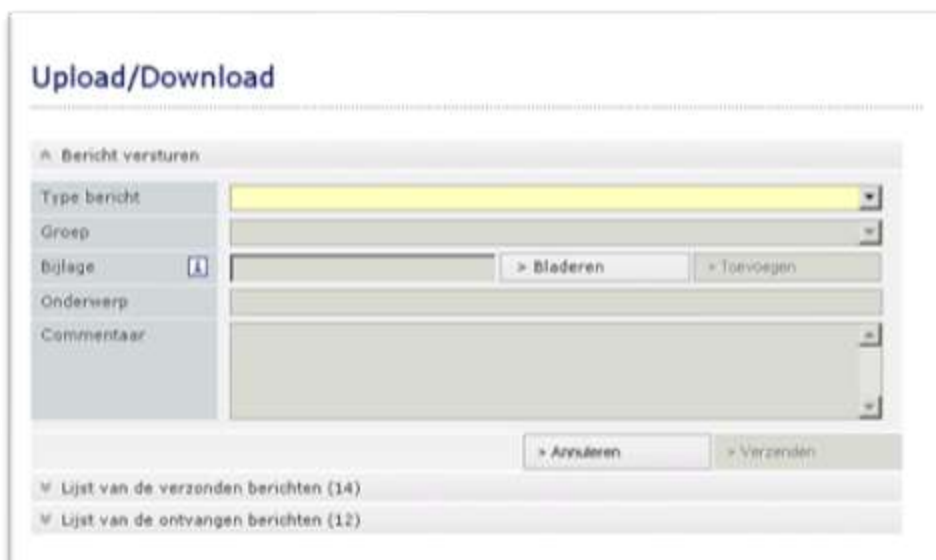 Upload/Download
Bericht versturen
Type bericht
Groep
Bijlage i > Bladeren > Toevoegen
Onderwerp
Commentaar
> Annuleren > Verzenden
Lijst van de verzonden berichten (14)
Lijst van de ontvangen berichten (12)